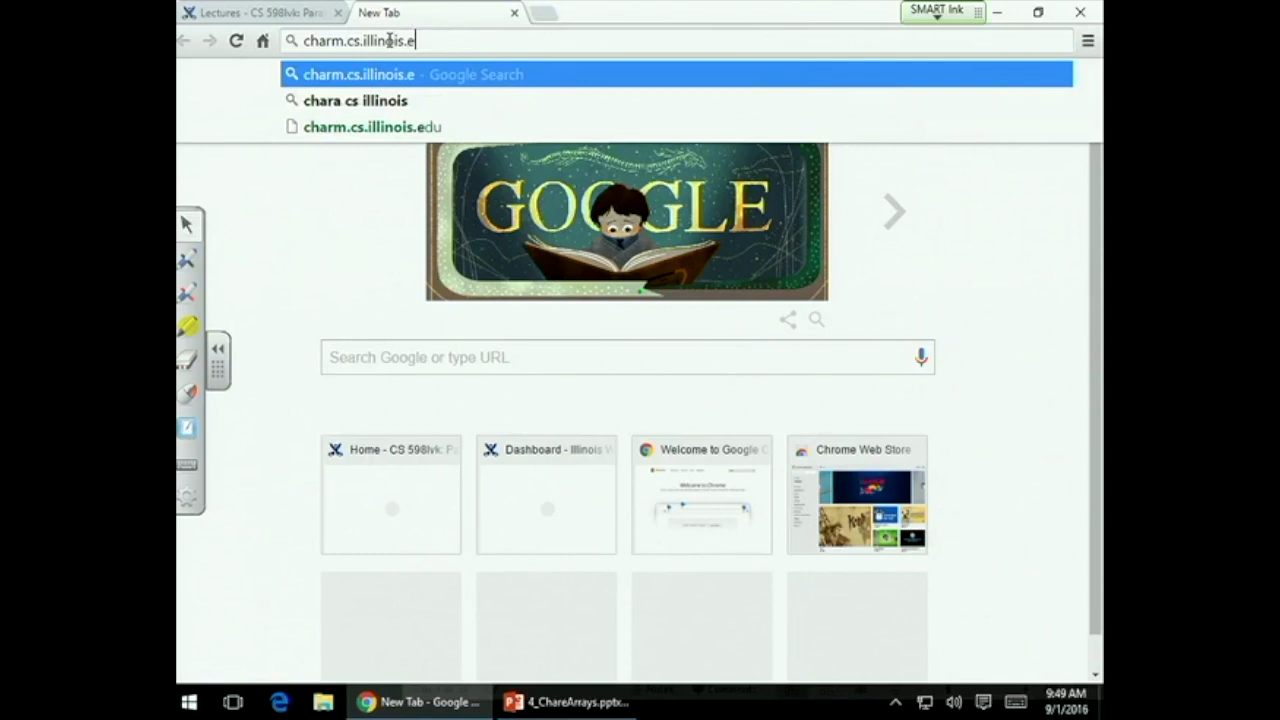 Lectures - CS 598lvk: Para
New Tab
SMART Ink
charm.cs.illinois.e
charm.cs.illinois.e - Google Search
chara cs illinois
charm.cs.illinois.edu
GOOGLE
Search Google or type URL
Home - CS 598lvk: Pa
Dashboard - Illinois W
Welcome to Google C
Chrome Web Store
New Tab - Google ...
4_ChareArrays.pptx...
9:49 AM
9/1/2016